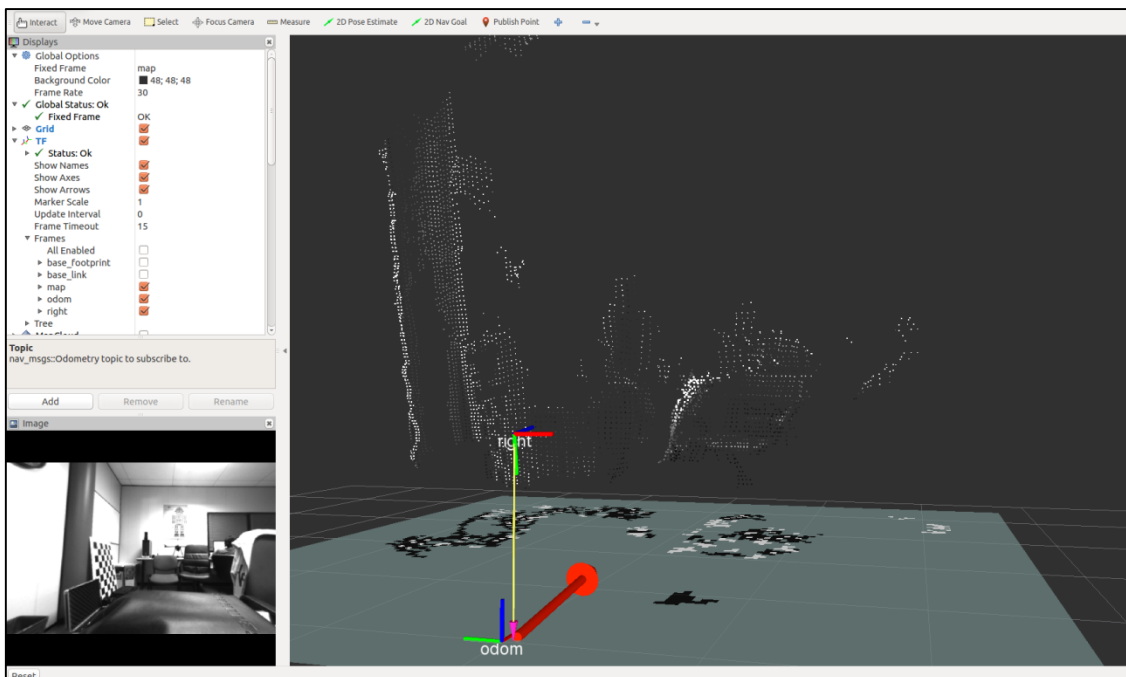 Interact Move Camera Select Focus Camera Measure 2D Pose Estimate 2D Nav Goal Publish Point
Displays
Global Options
Fixed Frame map
Background Color 48; 48; 48
Frame Rate 30
Global Status: Ok
Fixed Frame OK
Grid
TF
Status: Ok
Show Names
Show Axes
Show Arrows
Marker Scale 1
Update Interval 0
Frame Timeout 15
Frames
All Enabled
base_footprint
base_link
map
odom
right
Tree
Topic
nav_msgs::Odometry topic to subscribe to.
Add Remove Rename
Image
right
odom
Reset